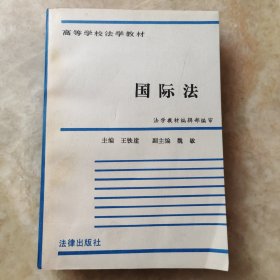 高等学校法学教材
国际法
法学教材编辑部编审
主编 王铁崖 副主编 魏敏
法律出版社